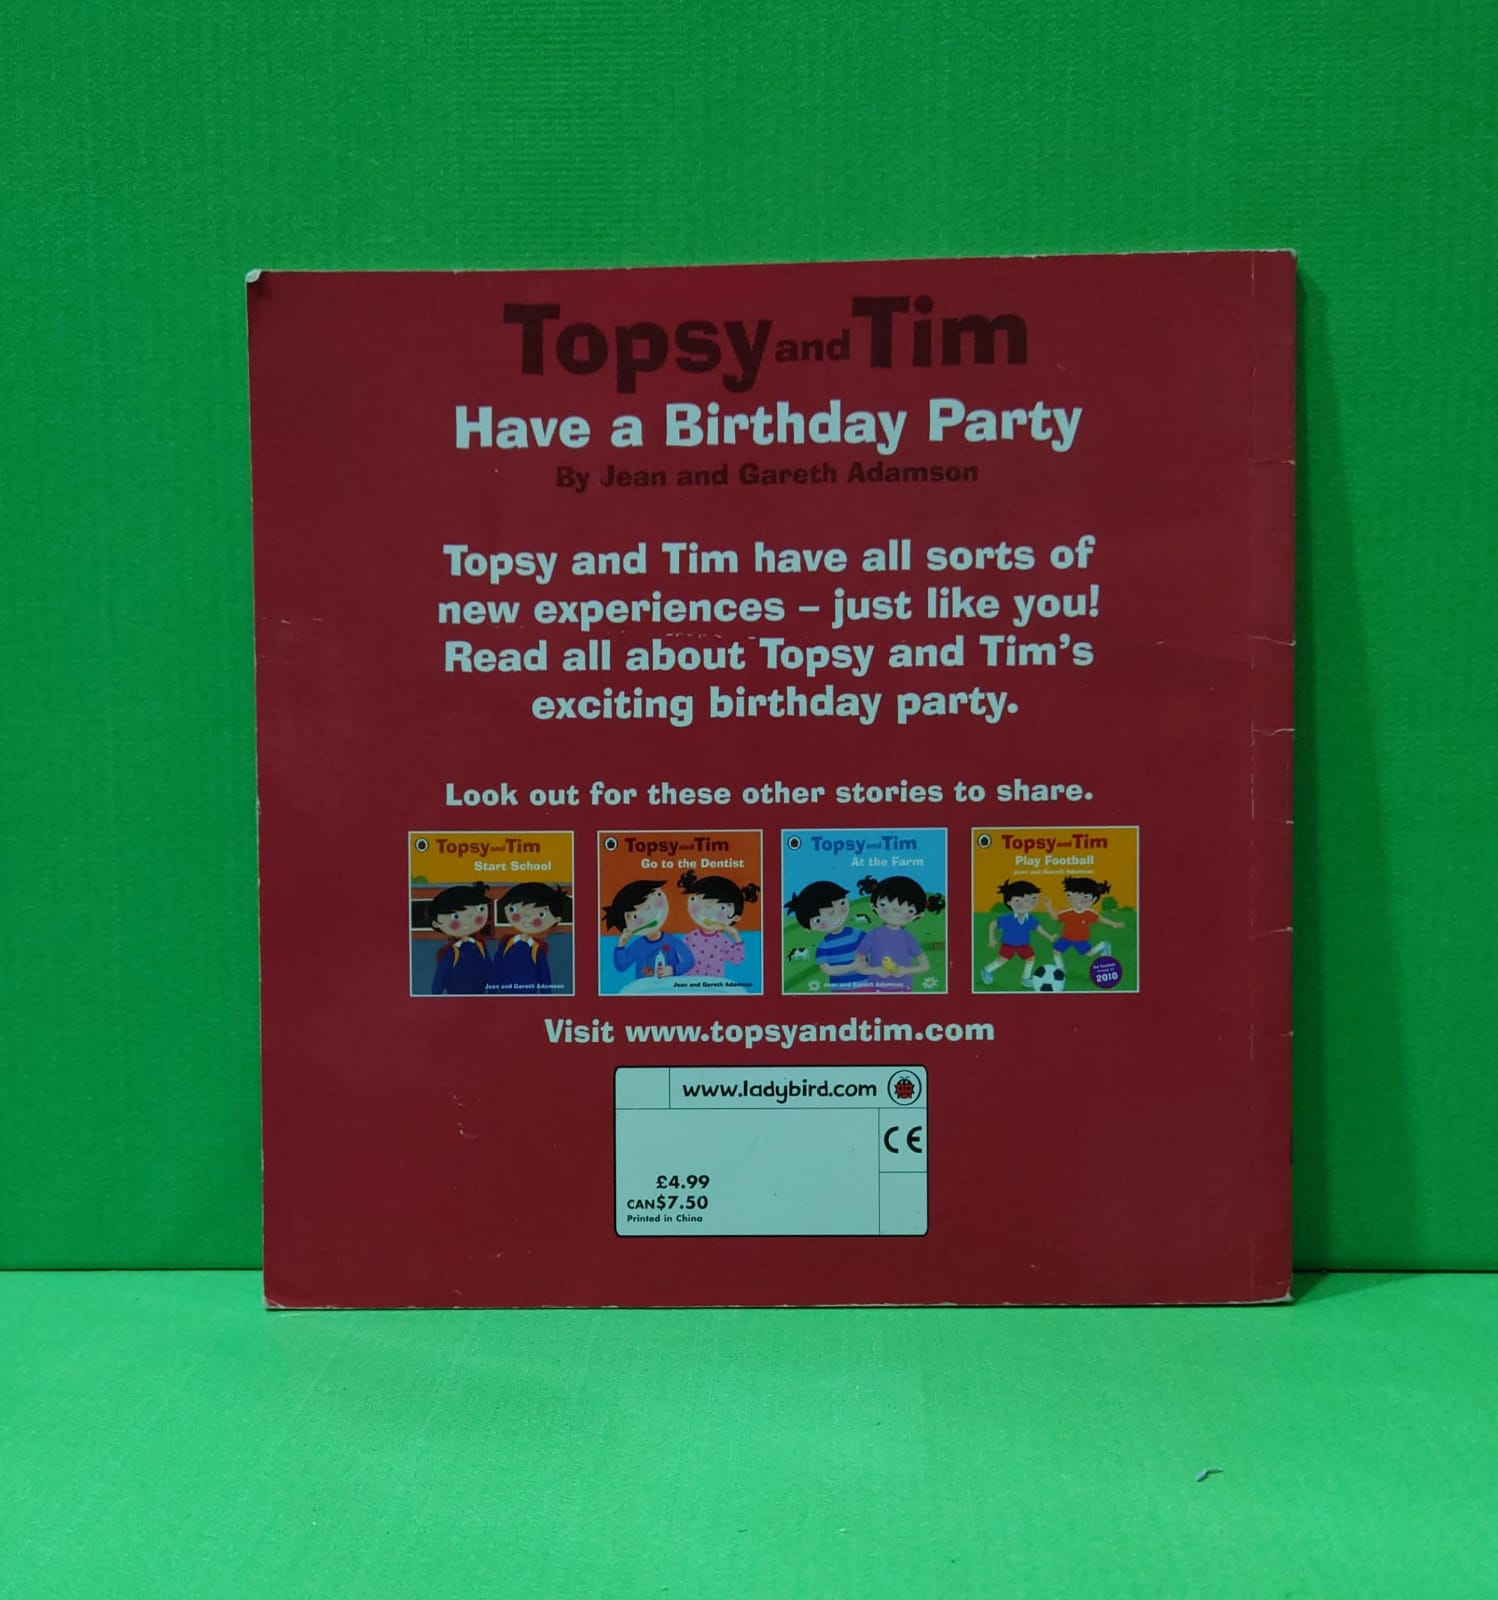 Topsy and Tim
Have a Birthday Party
By Jean and Gareth Adamson
Topsy and Tim have all sorts of
new experiences – just like you!
Read all about Topsy and Tim's
exciting birthday party.
Look out for these other stories to share.
Topsy and Tim
Start School
Jean and Gareth Adamson
Topsy and Tim
Go to the Dentist
Jean and Gareth Adamson
Topsy and Tim
At the Farm
Jean and Gareth Adamson
Topsy and Tim
Play Football
Jean and Gareth Adamson
2010
Visit www.topsyandtim.com
www.ladybird.com
CE
£4.99
CAN$7.50
Printed in China